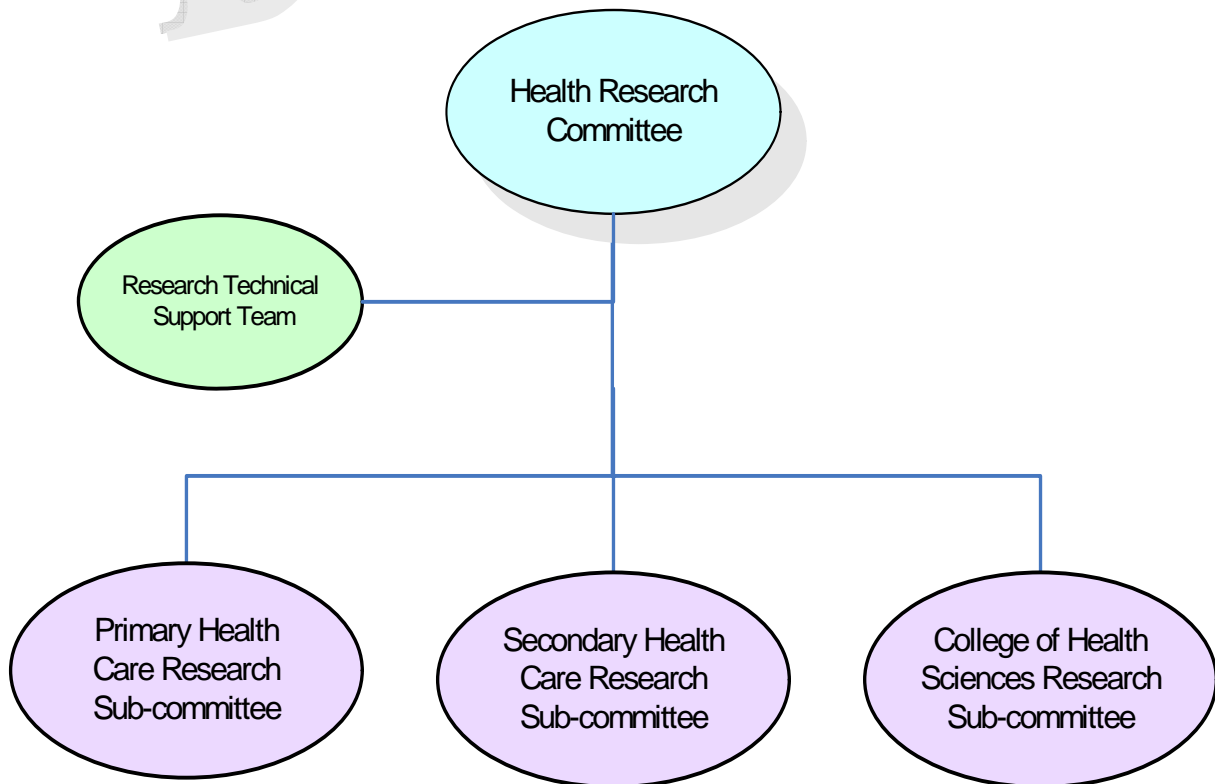 Health Research
Committee
Research Technical
Support Team
Primary Health
Care Research
Sub-committee
Secondary Health
Care Research
Sub-committee
College of Health
Sciences Research
Sub-committee